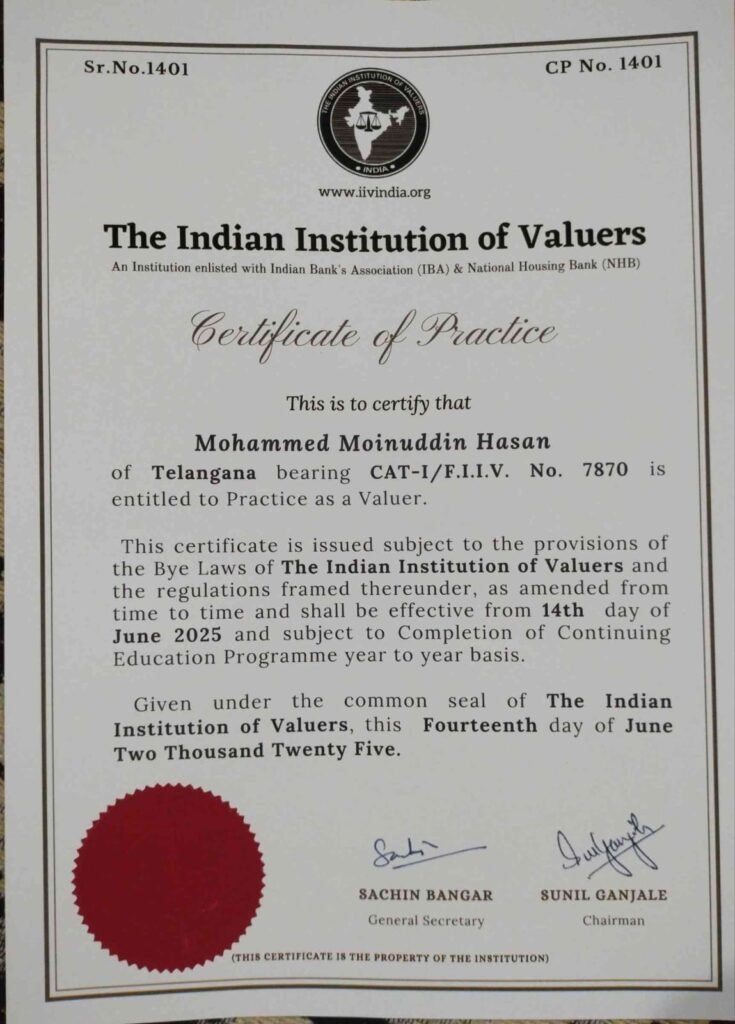 Sr.No.1401
CP No. 1401
THE INDIAN INSTITUTION OF VALUERS
• INDIA •
www.iivindia.org
The Indian Institution of Valuers
An Institution enlisted with Indian Bank's Association (IBA) & National Housing Bank (NHB)
Certificate of Practice
This is to certify that
Mohammed Moinuddin Hasan
of Telangana bearing CAT-I/F.I.I.V. No. 7870 is
entitled to Practice as a Valuer.
This certificate is issued subject to the provisions of
the Bye Laws of The Indian Institution of Valuers and
the regulations framed thereunder, as amended from
time to time and shall be effective from 14th day of
June 2025 and subject to Completion of Continuing
Education Programme year to year basis.
Given under the common seal of The Indian
Institution of Valuers, this Fourteenth day of June
Two Thousand Twenty Five.
SACHIN BANGAR
General Secretary
SUNIL GANJALE
Chairman
(THIS CERTIFICATE IS THE PROPERTY OF THE INSTITUTION)